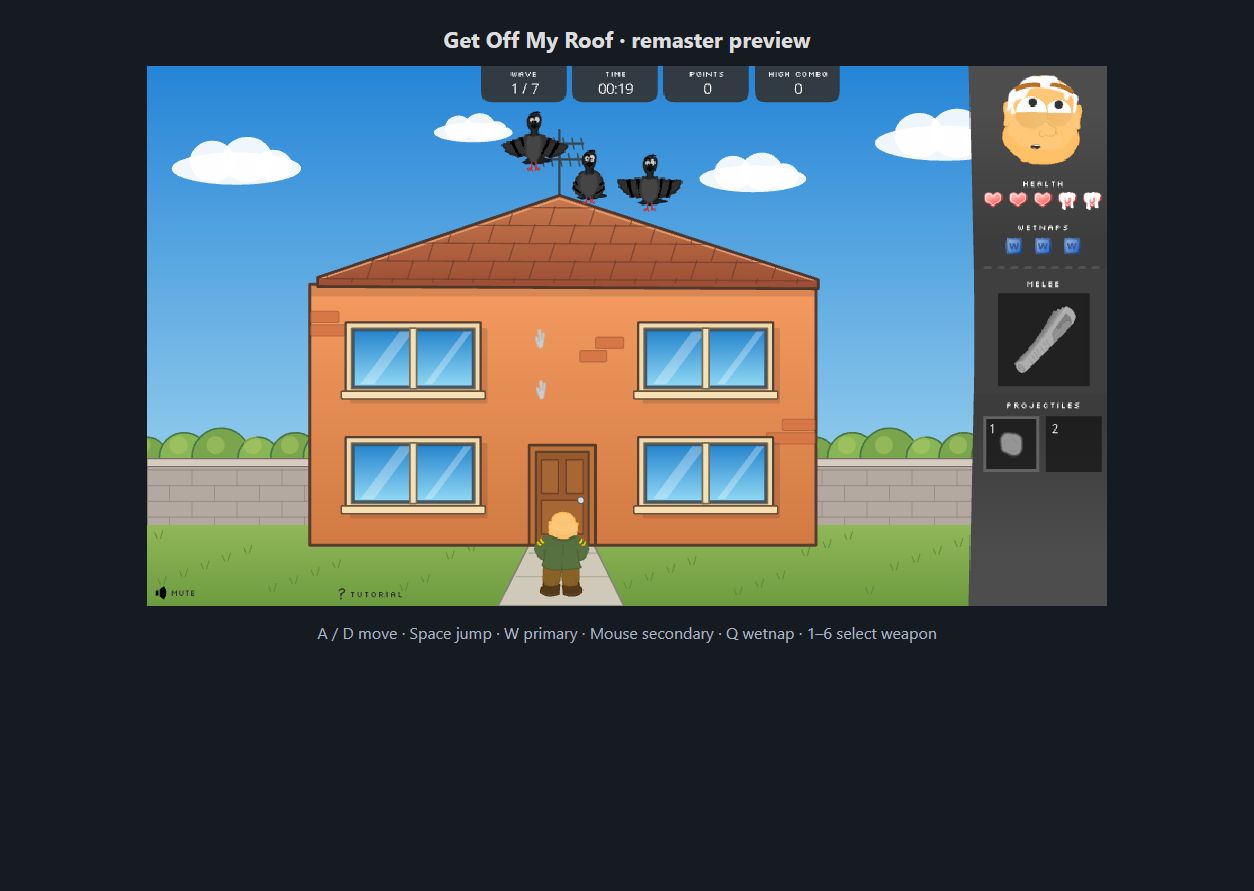 Get Off My Roof · remaster preview
WAVE
1 / 7
TIME
00:19
POINTS
0
HIGH COMBO
0
HEALTH
WETNAPS
W W W
MELEE
PROJECTILES
1 2
MUTE
? TUTORIAL
A / D move · Space jump · W primary · Mouse secondary · Q wetnap · 1–6 select weapon